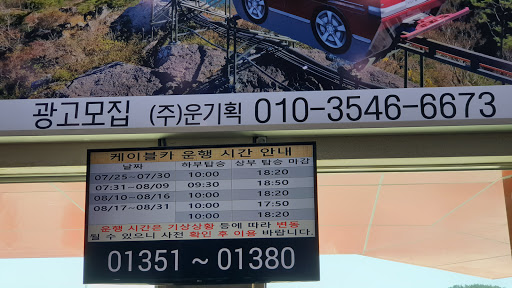 광고모집 (주)운기획 010-3546-6673
케이블카 운행 시간 안내
날짜 하부탑승 상부 탑승 마감
07/25~07/30 10:00 18:20
07:31~08/09 09:30 18:50
08/10~08/16 10:00 18:20
08/17~08/31 10:00 17:50
10:00 18:20
운행 시간은 기상상황 등에 따라 변동
될 수 있으니 사전 확인 후 이용 바랍니다.
01351 ~ 01380